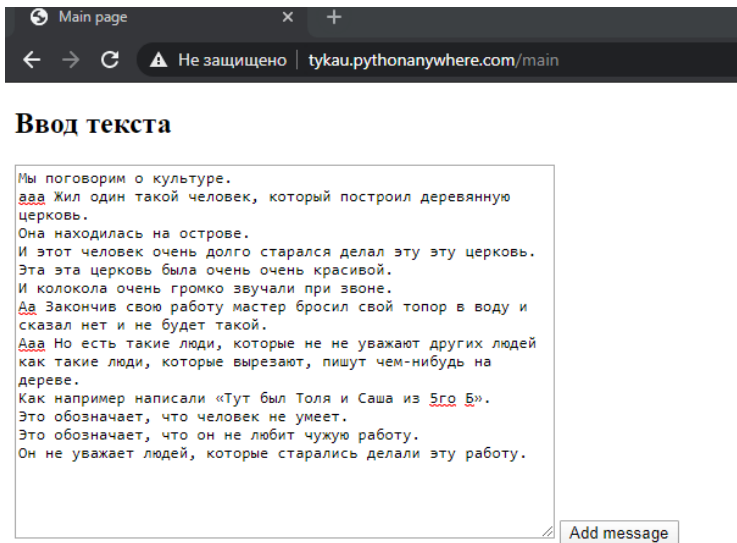 Main page
Не защищено | tykau.pythonanywhere.com/main
Ввод текста
Мы поговорим о культуре.
ааа Жил один такой человек, который построил деревянную
церковь.
Она находилась на острове.
И этот человек очень долго старался делал эту эту церковь.
Эта эта церковь была очень очень красивой.
И колокола очень громко звучали при звоне.
Аа Закончив свою работу мастер бросил свой топор в воду и
сказал нет и не будет такой.
Ааа Но есть такие люди, которые не не уважают других людей
как такие люди, которые вырезают, пишут чем-нибудь на
дереве.
Как например написали «Тут был Толя и Саша из 5го Б».
Это обозначает, что человек не умеет.
Это обозначает, что он не любит чужую работу.
Он не уважает людей, которые старались делали эту работу.
Add message